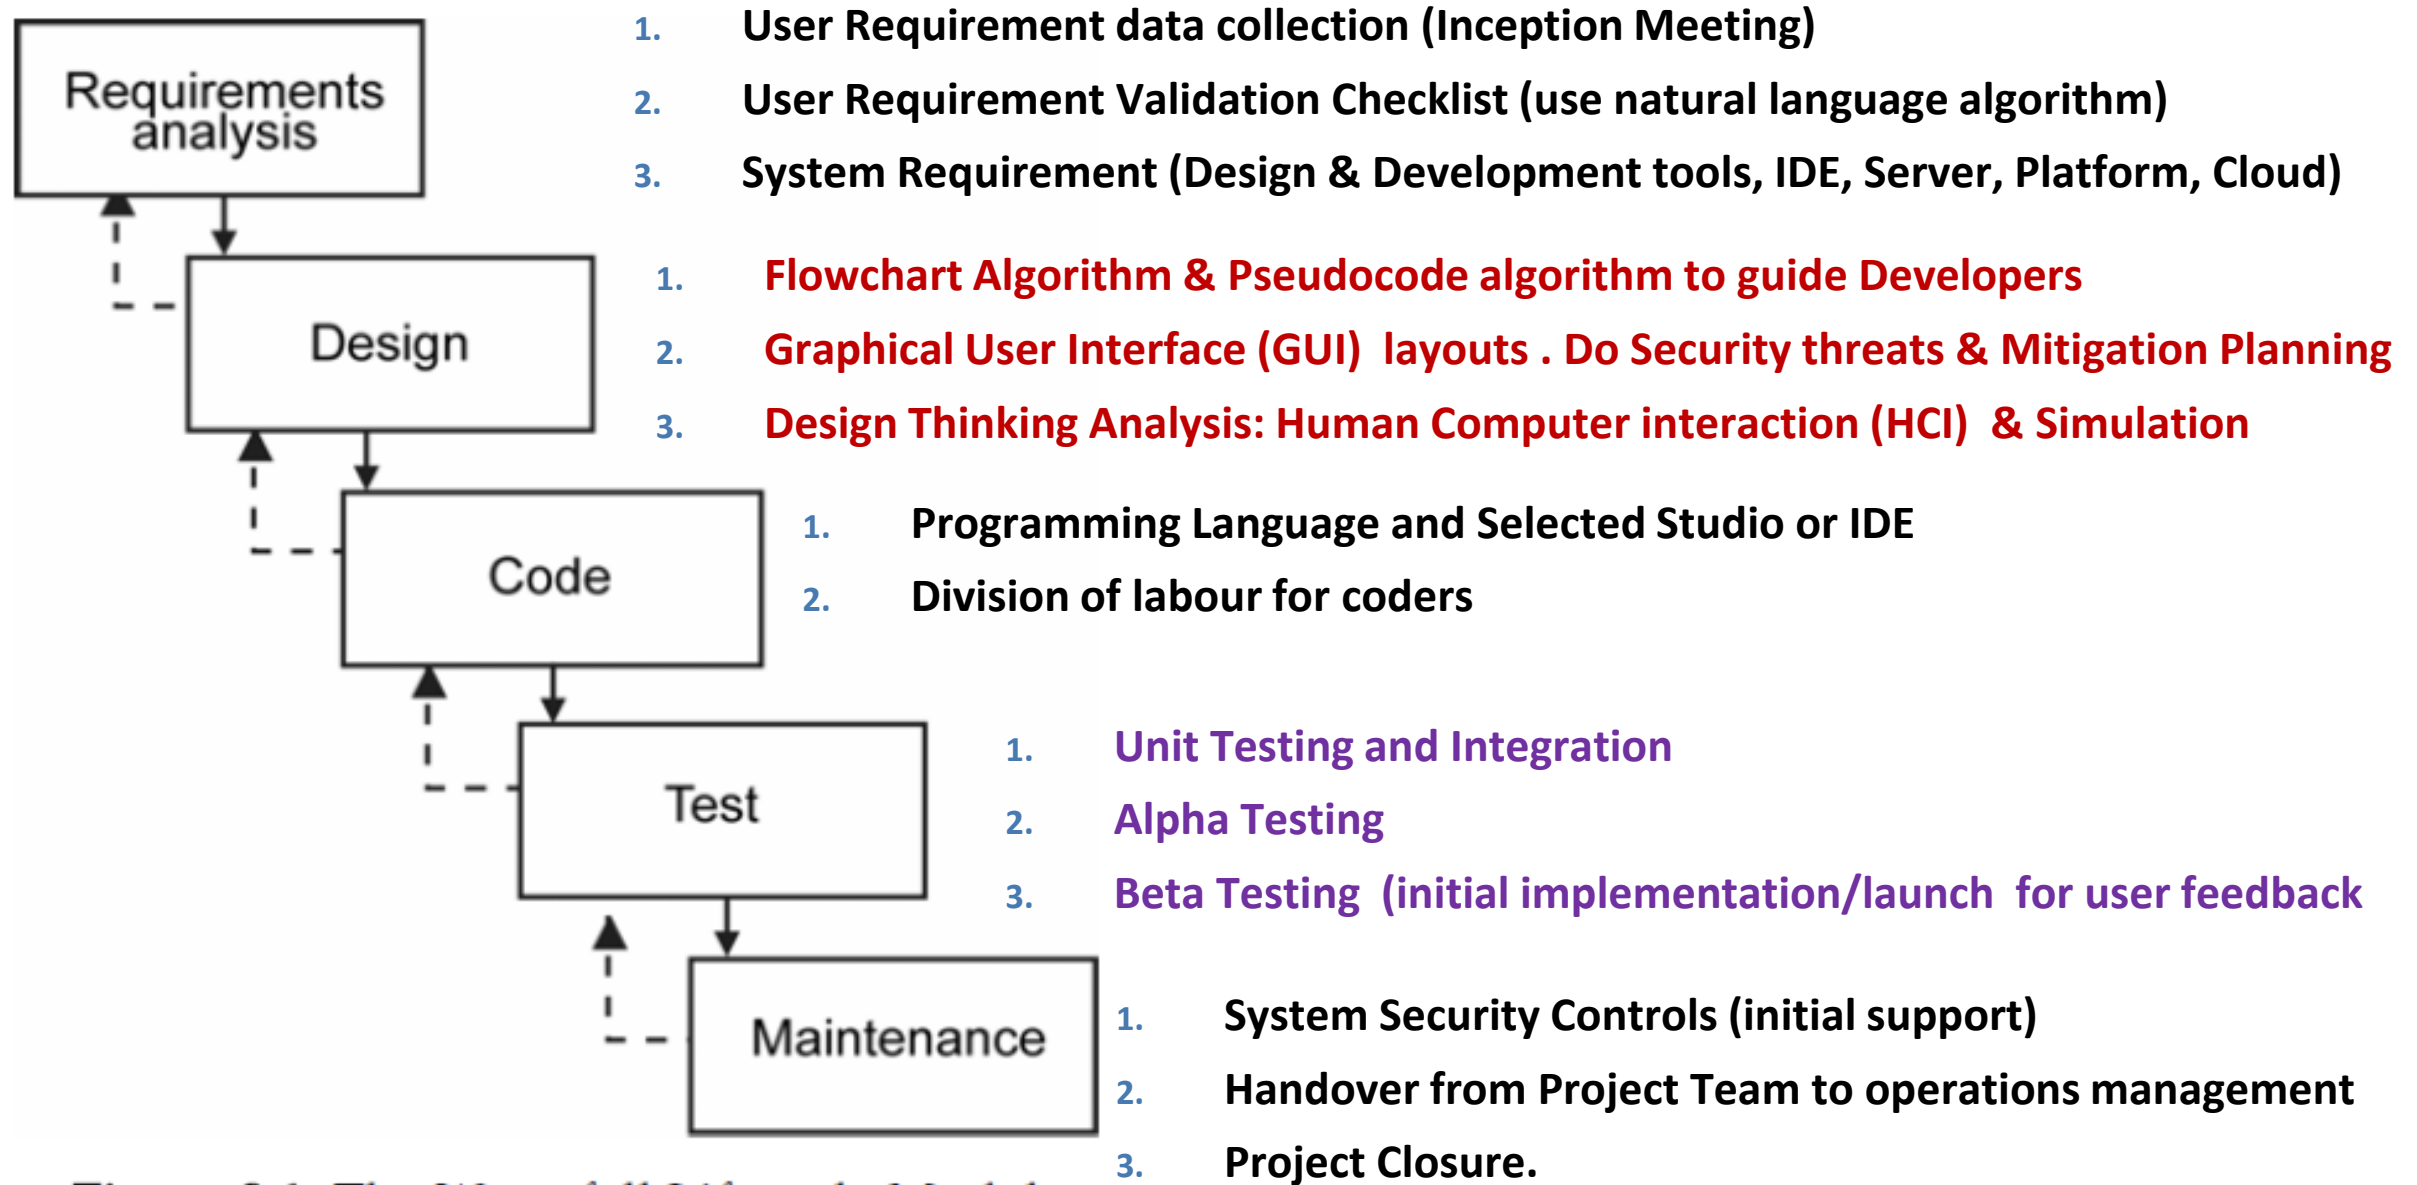 Requirements
analysis
1. User Requirement data collection (Inception Meeting)
2. User Requirement Validation Checklist (use natural language algorithm)
3. System Requirement (Design & Development tools, IDE, Server, Platform, Cloud)
Design
1. Flowchart Algorithm & Pseudocode algorithm to guide Developers
2. Graphical User Interface (GUI) layouts . Do Security threats & Mitigation Planning
3. Design Thinking Analysis: Human Computer interaction (HCI) & Simulation
Code
1. Programming Language and Selected Studio or IDE
2. Division of labour for coders
Test
1. Unit Testing and Integration
2. Alpha Testing
3. Beta Testing (initial implementation/launch for user feedback
Maintenance
1. System Security Controls (initial support)
2. Handover from Project Team to operations management
3. Project Closure.